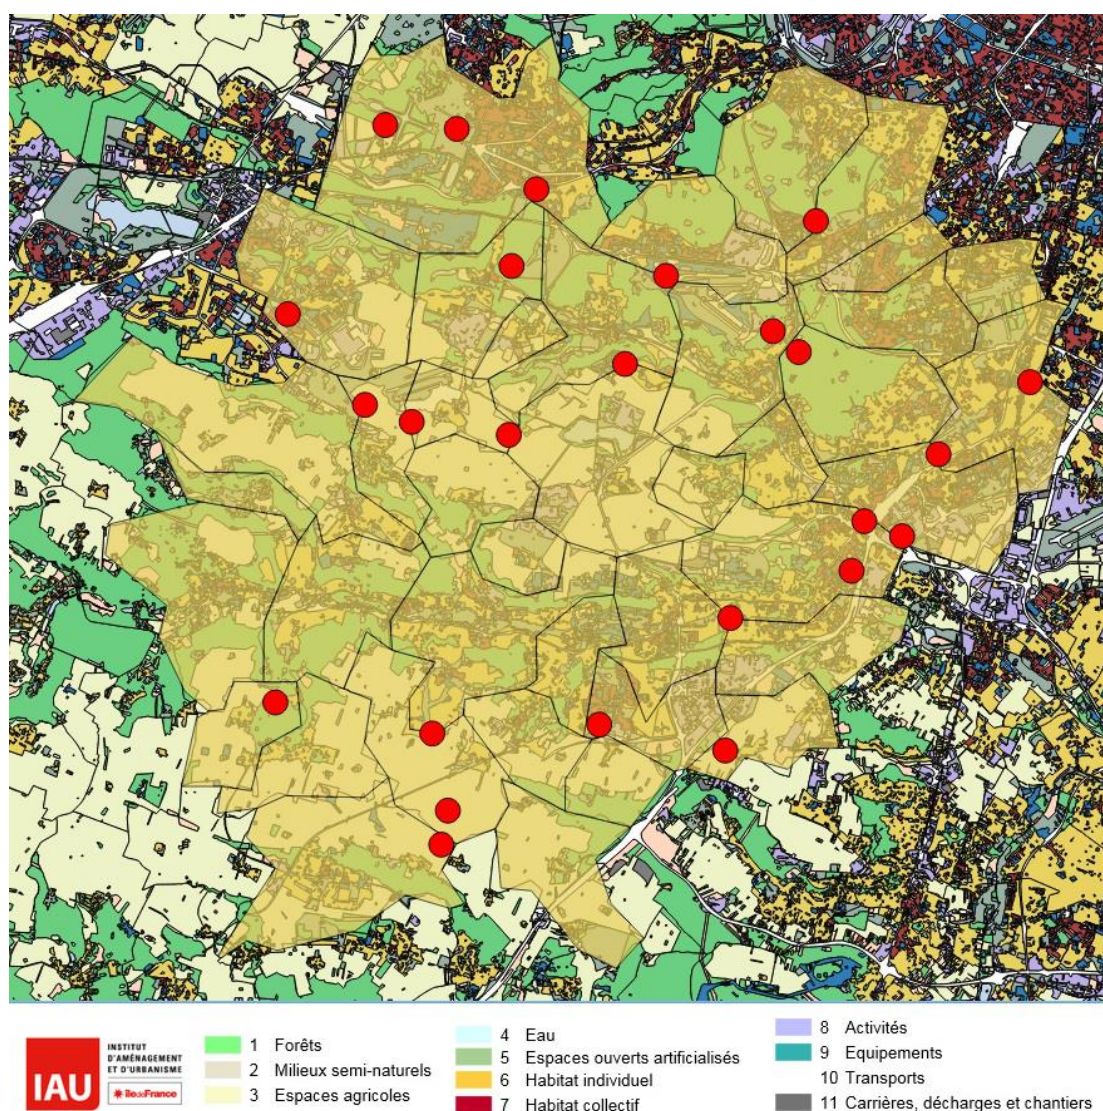 IAU
INSTITUT
D'AMÉNAGEMENT
ET D'URBANISME
îledeFrance
1 Forêts
2 Milieux semi-naturels
3 Espaces agricoles
4 Eau
5 Espaces ouverts artificialisés
6 Habitat individuel
7 Habitat collectif
8 Activités
9 Equipements
10 Transports
11 Carrières, décharges et chantiers